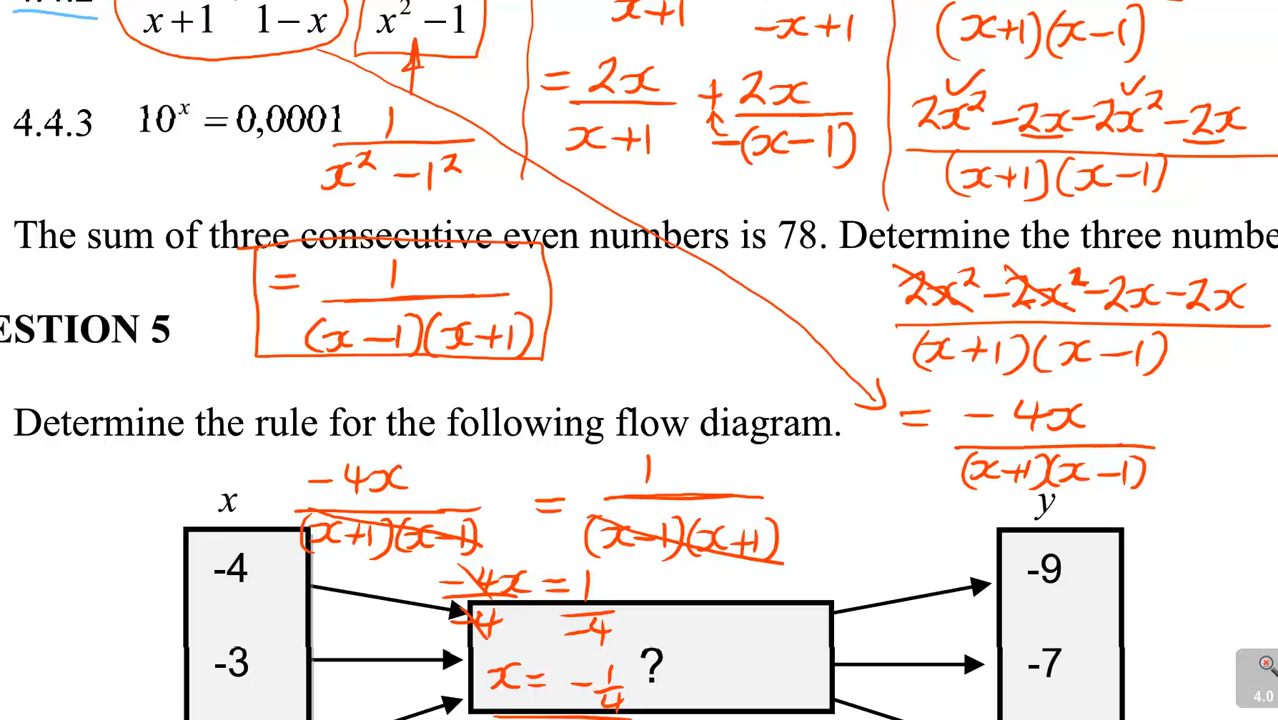 x+1 1−x x² −1
x+1
-x+1
(x+1)(x−1)
= 2x/(x+1) + 2x/−(x−1)
2x² −2x −2x² −2x
(x+1)(x−1)
4.4.3 10ˣ = 0,0001
1
x² −1²
The sum of three consecutive even numbers is 78. Determine the three numbe
= 1/((x−1)(x+1))
2x² −2x² −2x −2x
(x+1)(x−1)
ESTION 5
Determine the rule for the following flow diagram.
= −4x/((x+1)(x−1))
−4x/((x+1)(x−1)) = 1/((x−1)(x+1))
x y
-4 -9
−4x/−4 = 1/−4
-3 ? -7
x = −1/4
4.0